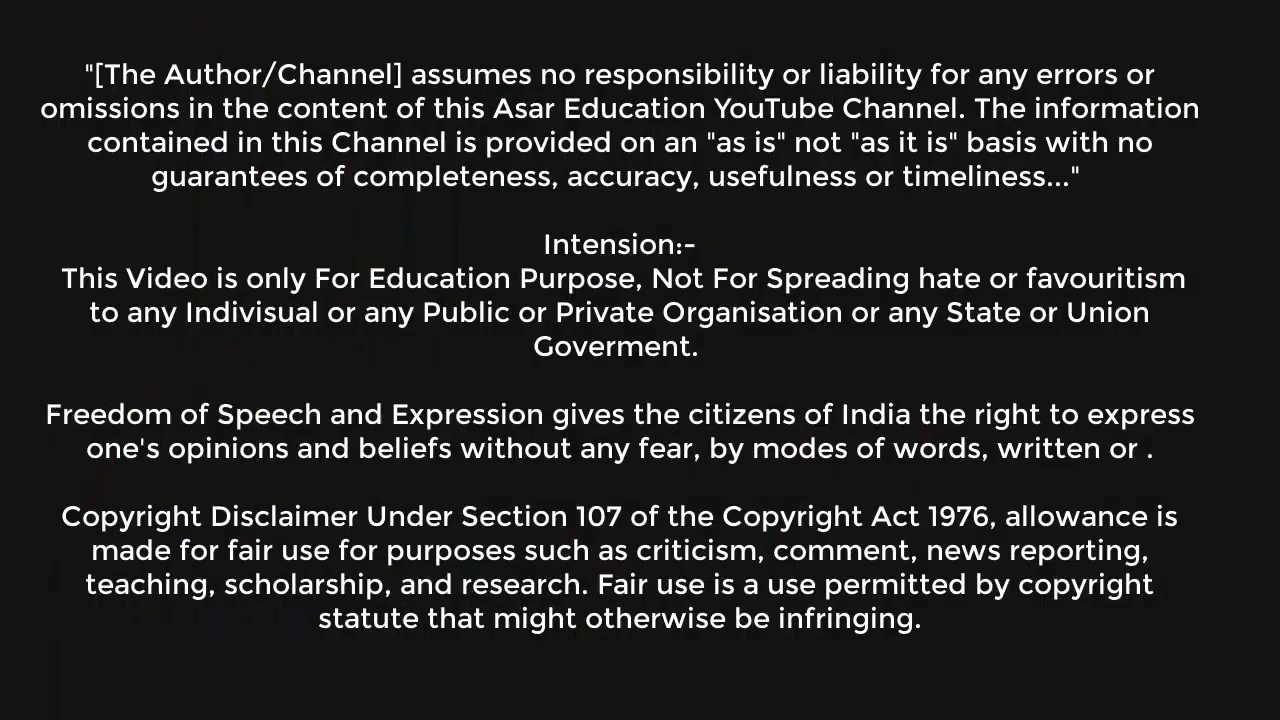 "[The Author/Channel] assumes no responsibility or liability for any errors or
omissions in the content of this Asar Education YouTube Channel. The information
contained in this Channel is provided on an "as is" not "as it is" basis with no
guarantees of completeness, accuracy, usefulness or timeliness..."
Intension:-
This Video is only For Education Purpose, Not For Spreading hate or favouritism
to any Indivisual or any Public or Private Organisation or any State or Union
Goverment.
Freedom of Speech and Expression gives the citizens of India the right to express
one's opinions and beliefs without any fear, by modes of words, written or .
Copyright Disclaimer Under Section 107 of the Copyright Act 1976, allowance is
made for fair use for purposes such as criticism, comment, news reporting,
teaching, scholarship, and research. Fair use is a use permitted by copyright
statute that might otherwise be infringing.